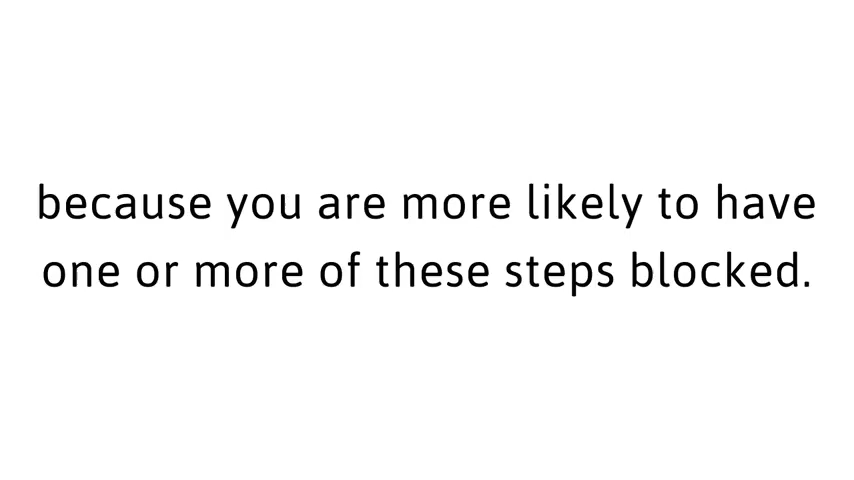 because you are more likely to have
one or more of these steps blocked.